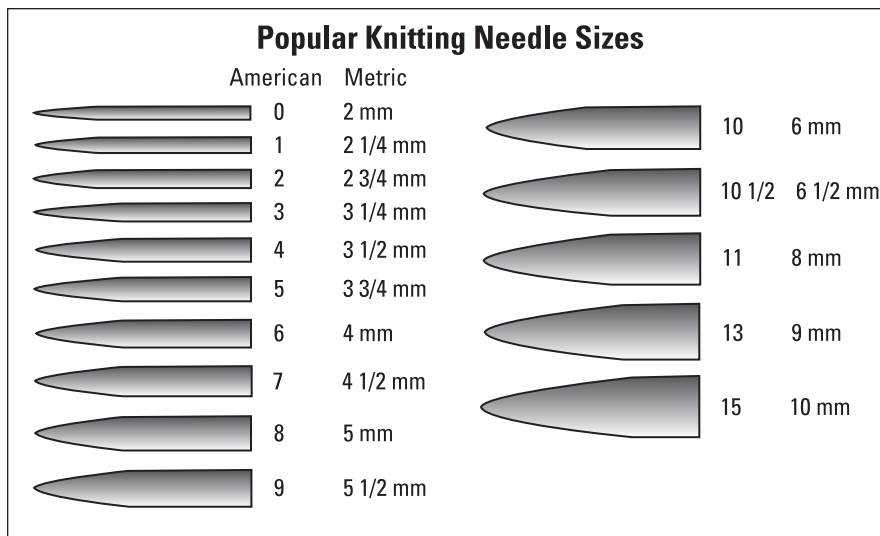 Popular Knitting Needle Sizes
American Metric
0 2 mm
1 2 1/4 mm
2 2 3/4 mm
3 3 1/4 mm
4 3 1/2 mm
5 3 3/4 mm
6 4 mm
7 4 1/2 mm
8 5 mm
9 5 1/2 mm
10 6 mm
10 1/2 6 1/2 mm
11 8 mm
13 9 mm
15 10 mm